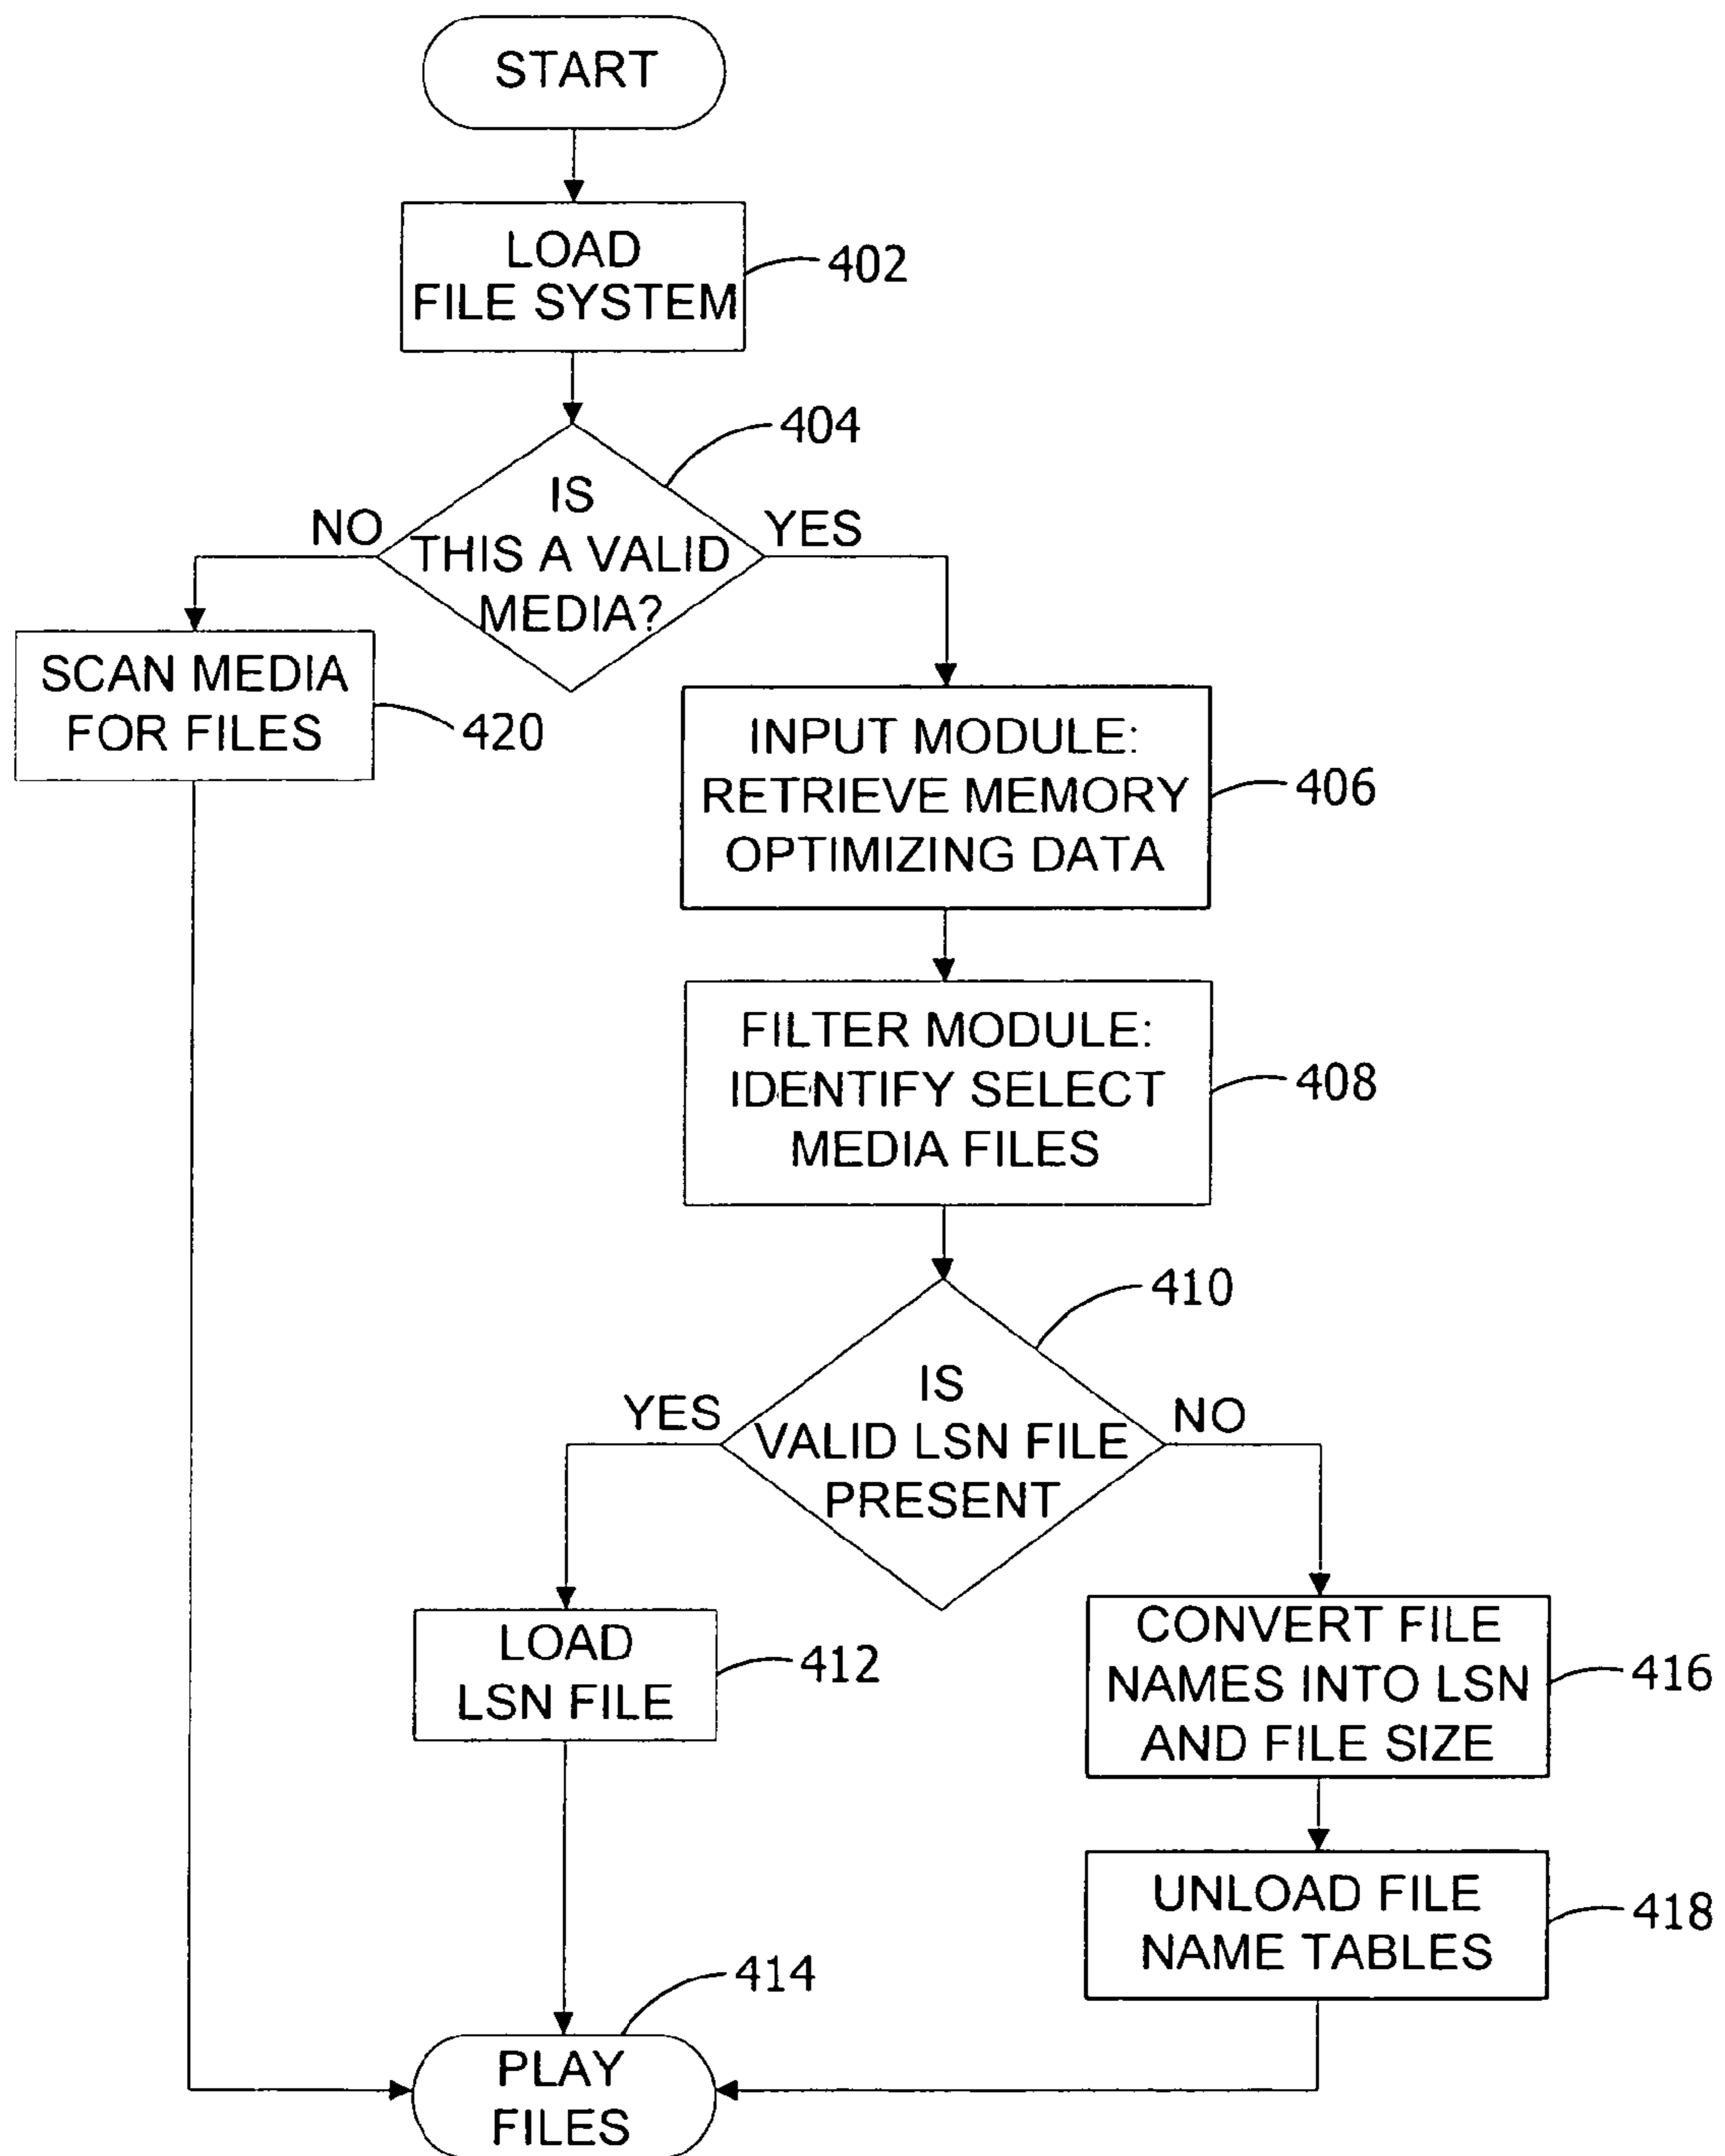 START
LOAD
FILE SYSTEM
402
404
IS
THIS A VALID
MEDIA?
NO
YES
SCAN MEDIA
FOR FILES
420
INPUT MODULE:
RETRIEVE MEMORY
OPTIMIZING DATA
406
FILTER MODULE:
IDENTIFY SELECT
MEDIA FILES
408
410
IS
VALID LSN FILE
PRESENT
YES
NO
LOAD
LSN FILE
412
CONVERT FILE
NAMES INTO LSN
AND FILE SIZE
416
UNLOAD FILE
NAME TABLES
418
414
PLAY
FILES